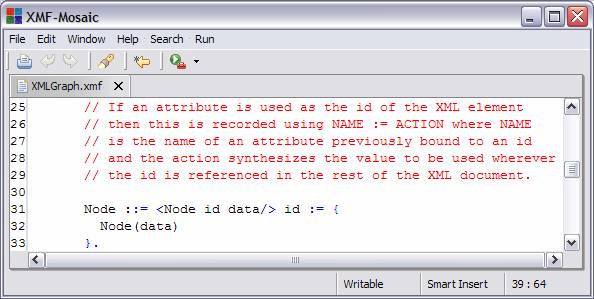 XMF-Mosaic
File Edit Window Help Search Run
XMLGraph.xmf
25 // If an attribute is used as the id of the XML element
26 // then this is recorded using NAME := ACTION where NAME
27 // is the name of an attribute previously bound to an id
28 // and the action synthesizes the value to be used wherever
29 // the id is referenced in the rest of the XML document.
30
31 Node ::= <Node id data/> id := {
32 Node(data)
33 }.
Writable Smart Insert 39 : 64